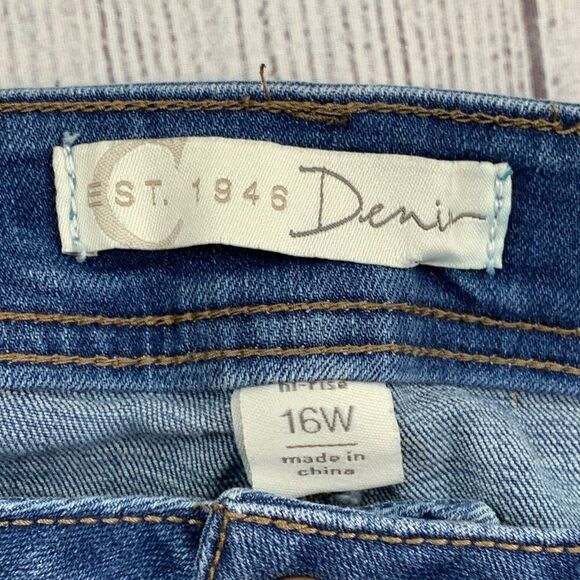 C
EST. 1946 Denim
hi-rise
16W
made in
china